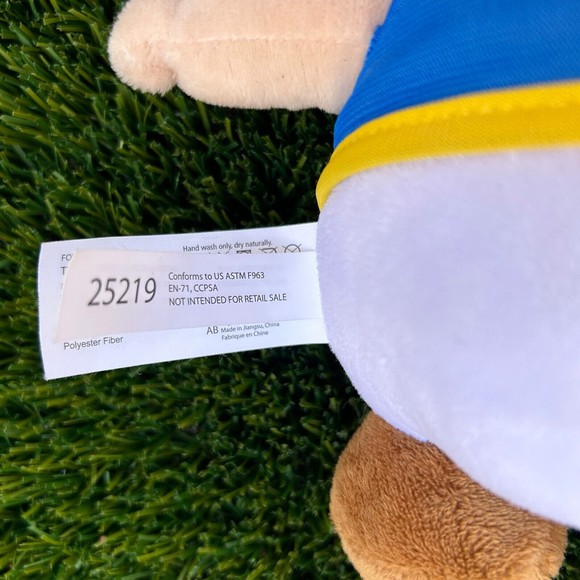 Hand wash only, dry naturally.
25219
Conforms to US ASTM F963
EN-71, CCPSA
NOT INTENDED FOR RETAIL SALE
AB Made in Jiangsu, China
Fabrique en Chine
Polyester Fiber